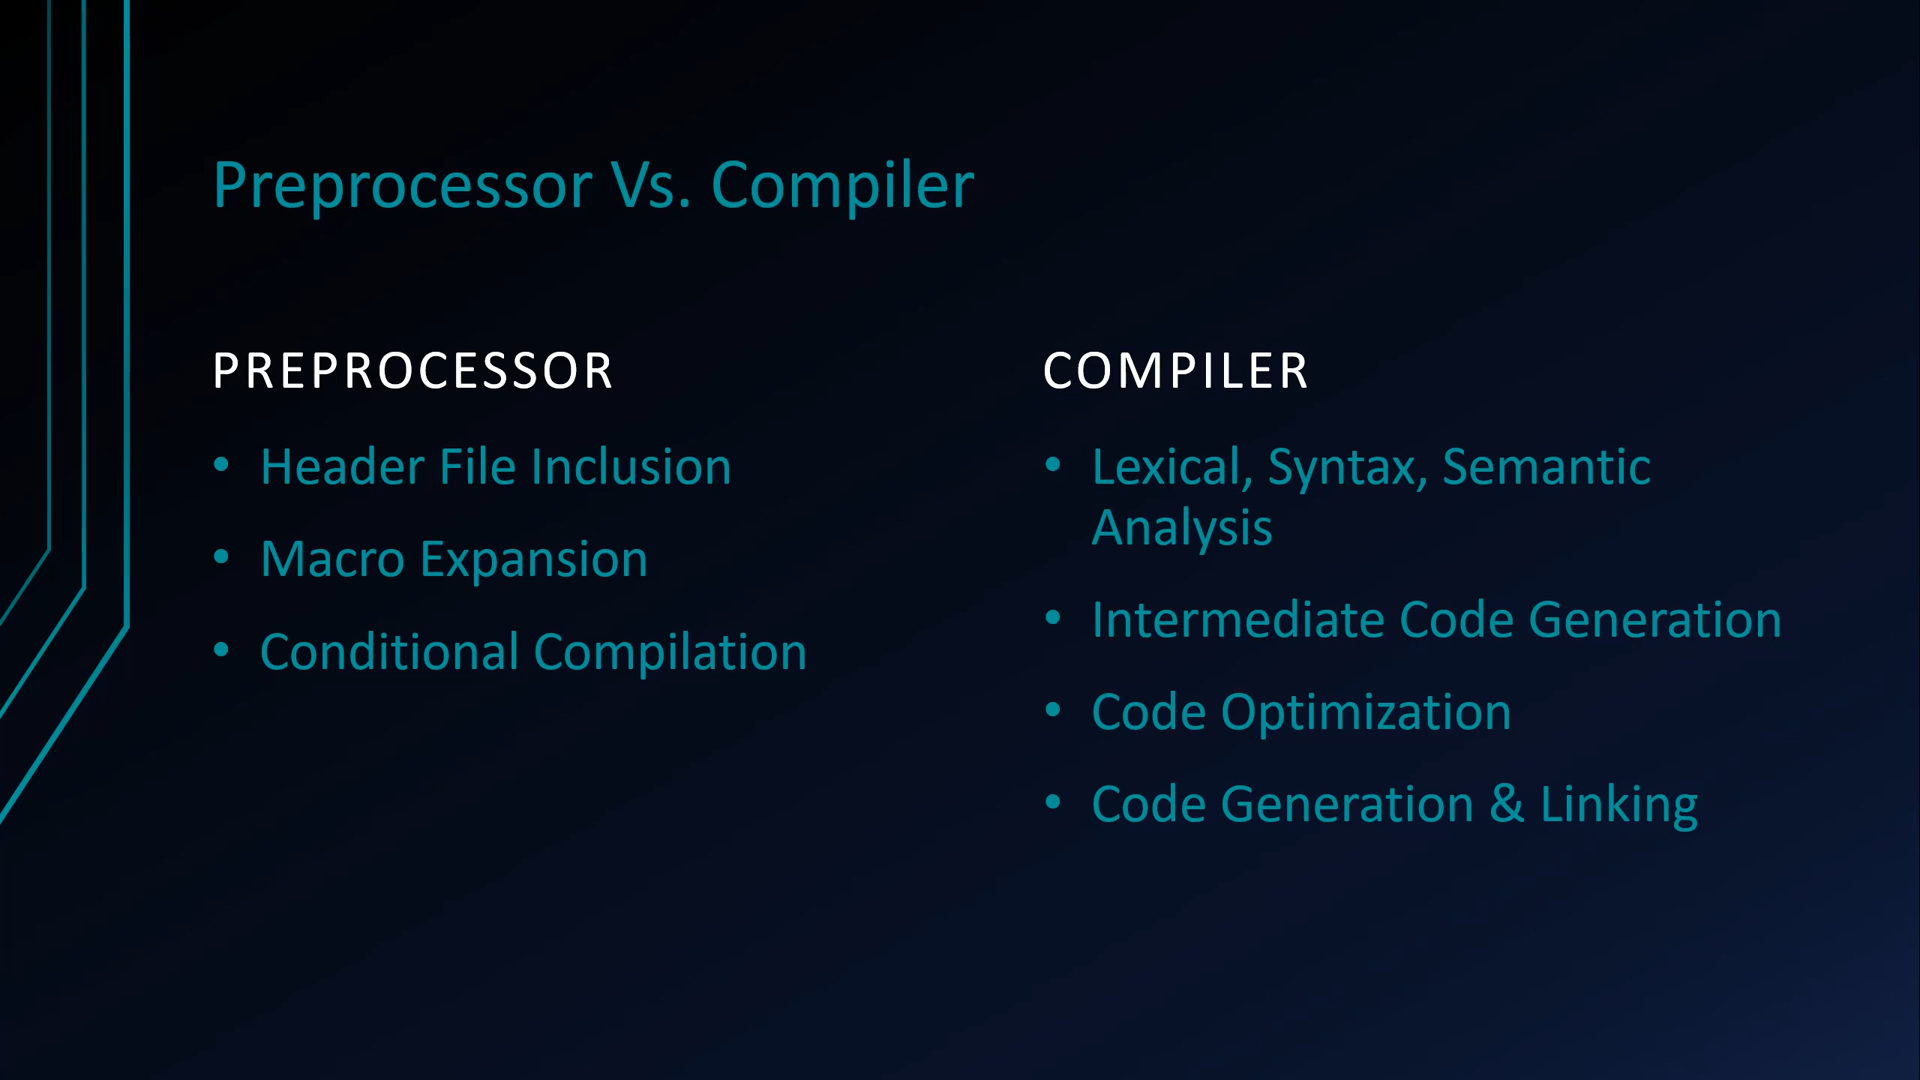 Preprocessor Vs. Compiler
PREPROCESSOR
• Header File Inclusion
• Macro Expansion
• Conditional Compilation
COMPILER
• Lexical, Syntax, Semantic
Analysis
• Intermediate Code Generation
• Code Optimization
• Code Generation & Linking